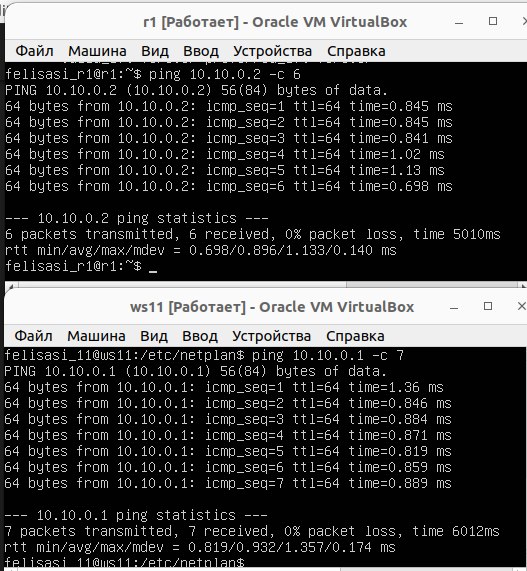 r1 [Работает] - Oracle VM VirtualBox
Файл Машина Вид Ввод Устройства Справка
felisasi_r1@r1:~$ ping 10.10.0.2 -c 6
PING 10.10.0.2 (10.10.0.2) 56(84) bytes of data.
64 bytes from 10.10.0.2: icmp_seq=1 ttl=64 time=0.845 ms
64 bytes from 10.10.0.2: icmp_seq=2 ttl=64 time=0.845 ms
64 bytes from 10.10.0.2: icmp_seq=3 ttl=64 time=0.841 ms
64 bytes from 10.10.0.2: icmp_seq=4 ttl=64 time=1.02 ms
64 bytes from 10.10.0.2: icmp_seq=5 ttl=64 time=1.13 ms
64 bytes from 10.10.0.2: icmp_seq=6 ttl=64 time=0.698 ms
--- 10.10.0.2 ping statistics ---
6 packets transmitted, 6 received, 0% packet loss, time 5010ms
rtt min/avg/max/mdev = 0.698/0.896/1.133/0.140 ms
felisasi_r1@r1:~$ _
ws11 [Работает] - Oracle VM VirtualBox
Файл Машина Вид Ввод Устройства Справка
felisasi_11@ws11:/etc/netplan$ ping 10.10.0.1 -c 7
PING 10.10.0.1 (10.10.0.1) 56(84) bytes of data.
64 bytes from 10.10.0.1: icmp_seq=1 ttl=64 time=1.36 ms
64 bytes from 10.10.0.1: icmp_seq=2 ttl=64 time=0.846 ms
64 bytes from 10.10.0.1: icmp_seq=3 ttl=64 time=0.884 ms
64 bytes from 10.10.0.1: icmp_seq=4 ttl=64 time=0.871 ms
64 bytes from 10.10.0.1: icmp_seq=5 ttl=64 time=0.819 ms
64 bytes from 10.10.0.1: icmp_seq=6 ttl=64 time=0.859 ms
64 bytes from 10.10.0.1: icmp_seq=7 ttl=64 time=0.889 ms
--- 10.10.0.1 ping statistics ---
7 packets transmitted, 7 received, 0% packet loss, time 6012ms
rtt min/avg/max/mdev = 0.819/0.932/1.357/0.174 ms
felisasi_11@ws11:/etc/netplan$